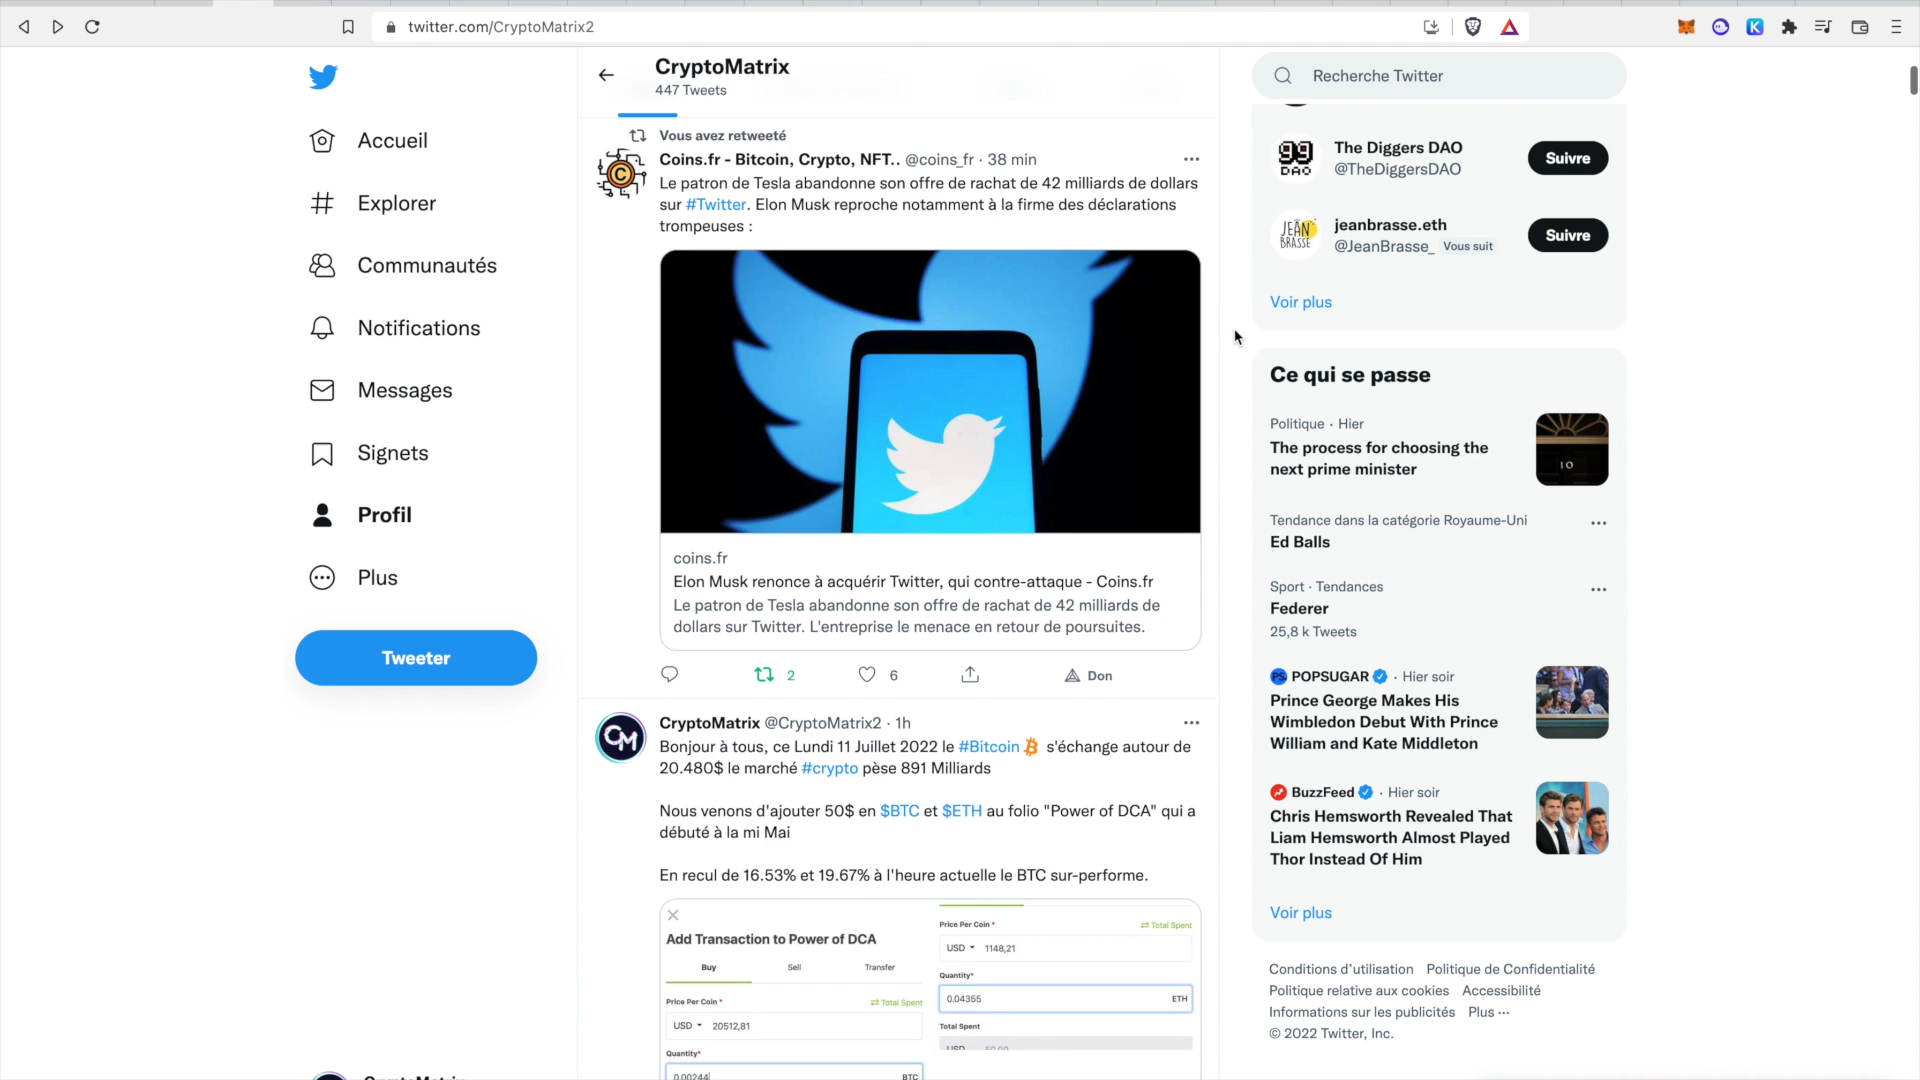 twitter.com/CryptoMatrix2
Accueil
Explorer
Communautés
Notifications
Messages
Signets
Profil
Plus
Tweeter
CryptoMatrix
447 Tweets
Vous avez retweeté
Coins.fr - Bitcoin, Crypto, NFT.. @coins_fr · 38 min
Le patron de Tesla abandonne son offre de rachat de 42 milliards de dollars
sur #Twitter. Elon Musk reproche notamment à la firme des déclarations
trompeuses :
coins.fr
Elon Musk renonce à acquérir Twitter, qui contre-attaque - Coins.fr
Le patron de Tesla abandonne son offre de rachat de 42 milliards de
dollars sur Twitter. L'entreprise le menace en retour de poursuites.
2
6
Don
CM
CryptoMatrix @CryptoMatrix2 · 1h
Bonjour à tous, ce Lundi 11 Juillet 2022 le #Bitcoin s'échange autour de
20.480$ le marché #crypto pèse 891 Milliards
Nous venons d'ajouter 50$ en $BTC et $ETH au folio "Power of DCA" qui a
débuté à la mi Mai
En recul de 16.53% et 19.67% à l'heure actuelle le BTC sur-performe.
Add Transaction to Power of DCA
Buy Sell Transfer
Price Per Coin * Total Spent
USD 20512,81
Quantity*
0.00244 BTC
Price Per Coin * Total Spent
USD 1148,21
Quantity*
0.04355 ETH
Total Spent
USD 50.00
Recherche Twitter
The Diggers DAO
@TheDiggersDAO
Suivre
JEAN
BRASSE
jeanbrasse.eth
@JeanBrasse_ Vous suit
Suivre
Voir plus
Ce qui se passe
Politique · Hier
The process for choosing the
next prime minister
10
Tendance dans la catégorie Royaume-Uni
Ed Balls
Sport · Tendances
Federer
25,8 k Tweets
POPSUGAR · Hier soir
Prince George Makes His
Wimbledon Debut With Prince
William and Kate Middleton
BuzzFeed · Hier soir
Chris Hemsworth Revealed That
Liam Hemsworth Almost Played
Thor Instead Of Him
Voir plus
Conditions d’utilisation Politique de Confidentialité
Politique relative aux cookies Accessibilité
Informations sur les publicités Plus ···
© 2022 Twitter, Inc.